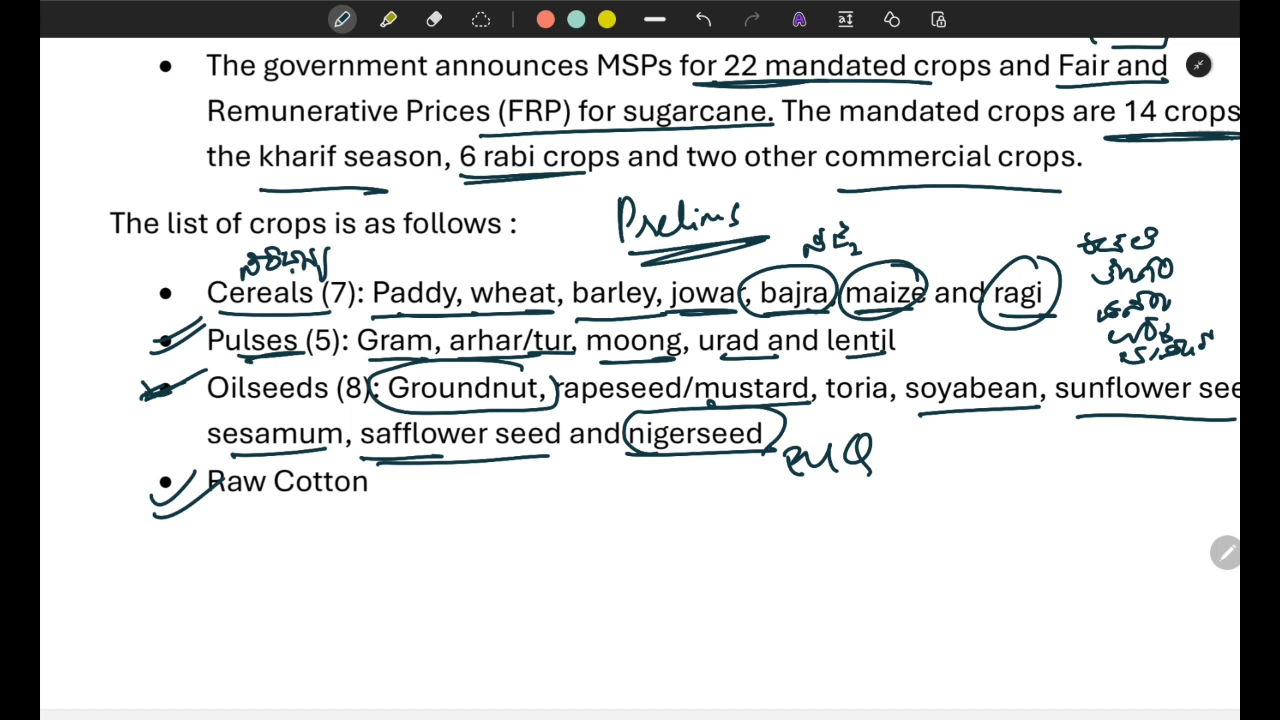 The government announces MSPs for 22 mandated crops and Fair and
Remunerative Prices (FRP) for sugarcane. The mandated crops are 14 crops
the kharif season, 6 rabi crops and two other commercial crops.
The list of crops is as follows :
Prelims
Cereals (7): Paddy, wheat, barley, jowar, bajra, maize and ragi
Pulses (5): Gram, arhar/tur, moong, urad and lentil
Oilseeds (8): Groundnut, rapeseed/mustard, toria, soyabean, sunflower see
sesamum, safflower seed and nigerseed
Raw Cotton